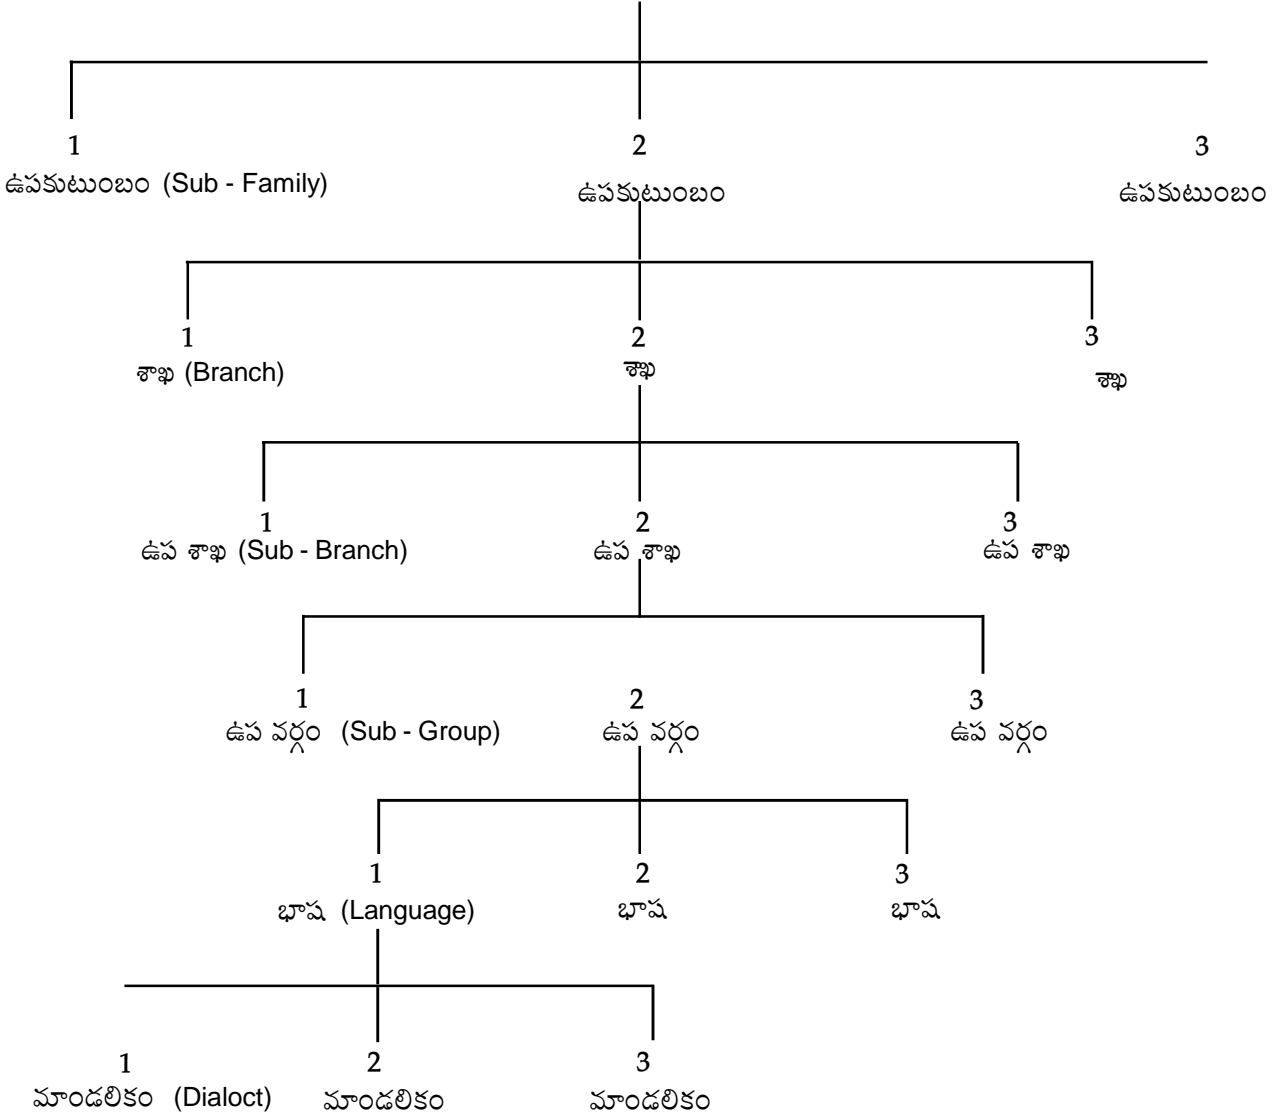 1 2 3
ఉపకుటుంబం (Sub - Family) ఉపకుటుంబం ఉపకుటుంబం
1 2 3
శాఖ (Branch) శాఖ శాఖ
1 2 3
ఉప శాఖ (Sub - Branch) ఉప శాఖ ఉప శాఖ
1 2 3
ఉప వర్గం (Sub - Group) ఉప వర్గం ఉప వర్గం
1 2 3
భాష (Language) భాష భాష
1 2 3
మాండలికం (Dialoct) మాండలికం మాండలికం